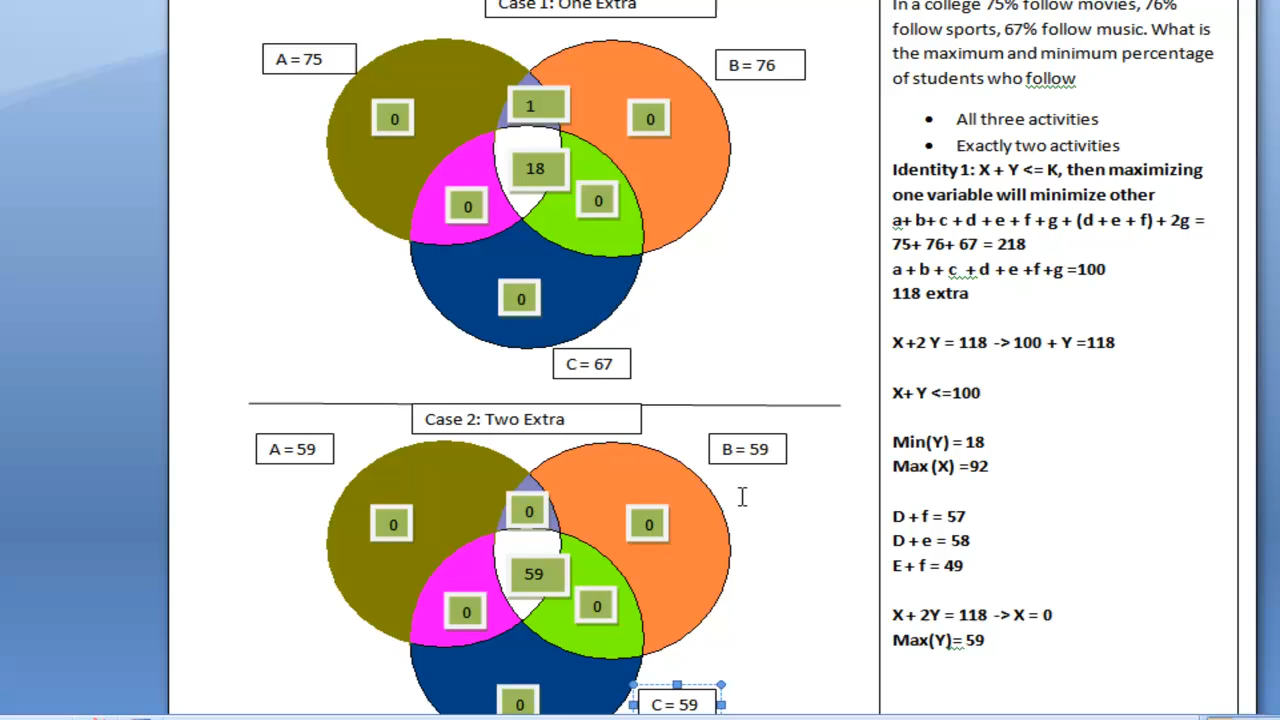 Case 1: One Extra
A = 75
B = 76
1
0
0
18
0
0
0
C = 67
Case 2: Two Extra
A = 59
B = 59
0
0
0
59
0
0
0
C = 59
In a college 75% follow movies, 76%
follow sports, 67% follow music. What is
the maximum and minimum percentage
of students who follow
• All three activities
• Exactly two activities
Identity 1: X + Y <= K, then maximizing
one variable will minimize other
a+ b+ c + d + e + f + g + (d + e + f) + 2g =
75+ 76+ 67 = 218
a + b + c + d + e +f +g =100
118 extra
X +2 Y = 118 -> 100 + Y =118
X+ Y <=100
Min(Y) = 18
Max (X) =92
D + f = 57
D + e = 58
E + f = 49
X + 2Y = 118 -> X = 0
Max(Y)= 59